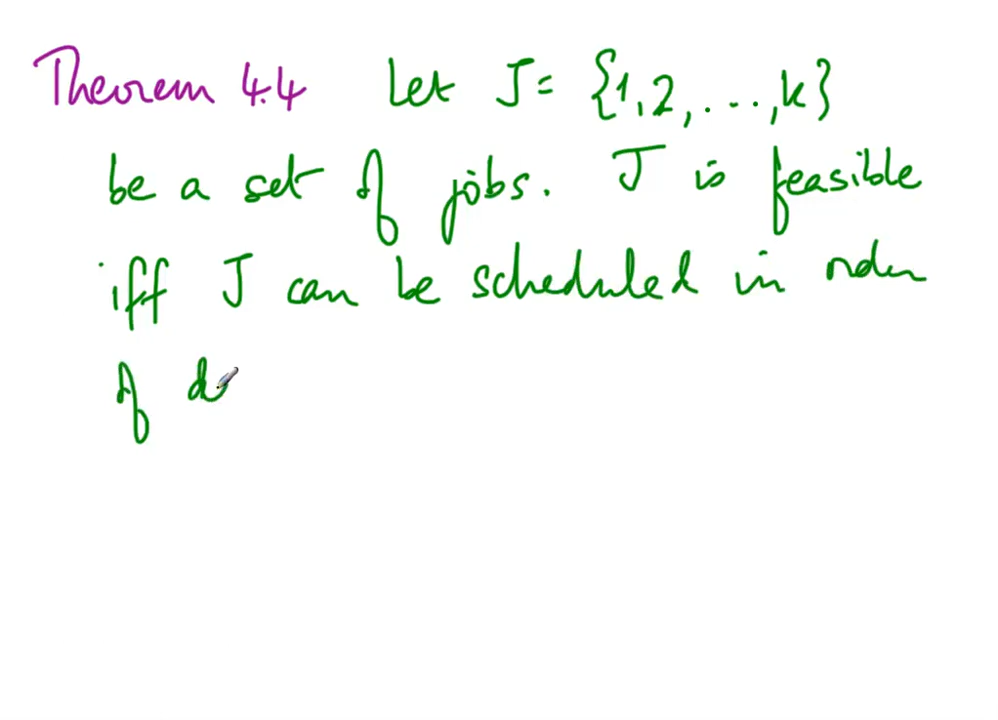 Theorem 4.4 Let J = {1,2,...,k}
be a set of jobs. J is feasible
iff J can be scheduled in order
of de